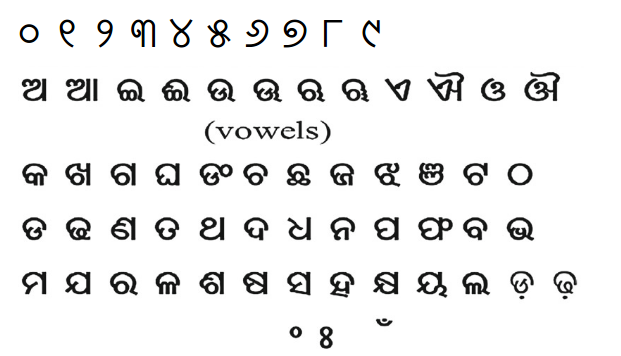 ୦ ୧ ୨ ୩ ୪ ୫ ୬ ୭ ୮ ୯
ଅ ଆ ଇ ଈ ଉ ଊ ଋ ୠ ଏ ଐ ଓ ଔ
(vowels)
କ ଖ ଗ ଘ ଙ ଚ ଛ ଜ ଝ ଞ ଟ ଠ
ଡ ଢ ଣ ତ ଥ ଦ ଧ ନ ପ ଫ ବ ଭ
ମ ଯ ର ଳ ଶ ଷ ସ ହ କ୍ଷ ୟ ଲ ଡ଼ ଢ଼
ଂ ଃ ଁ